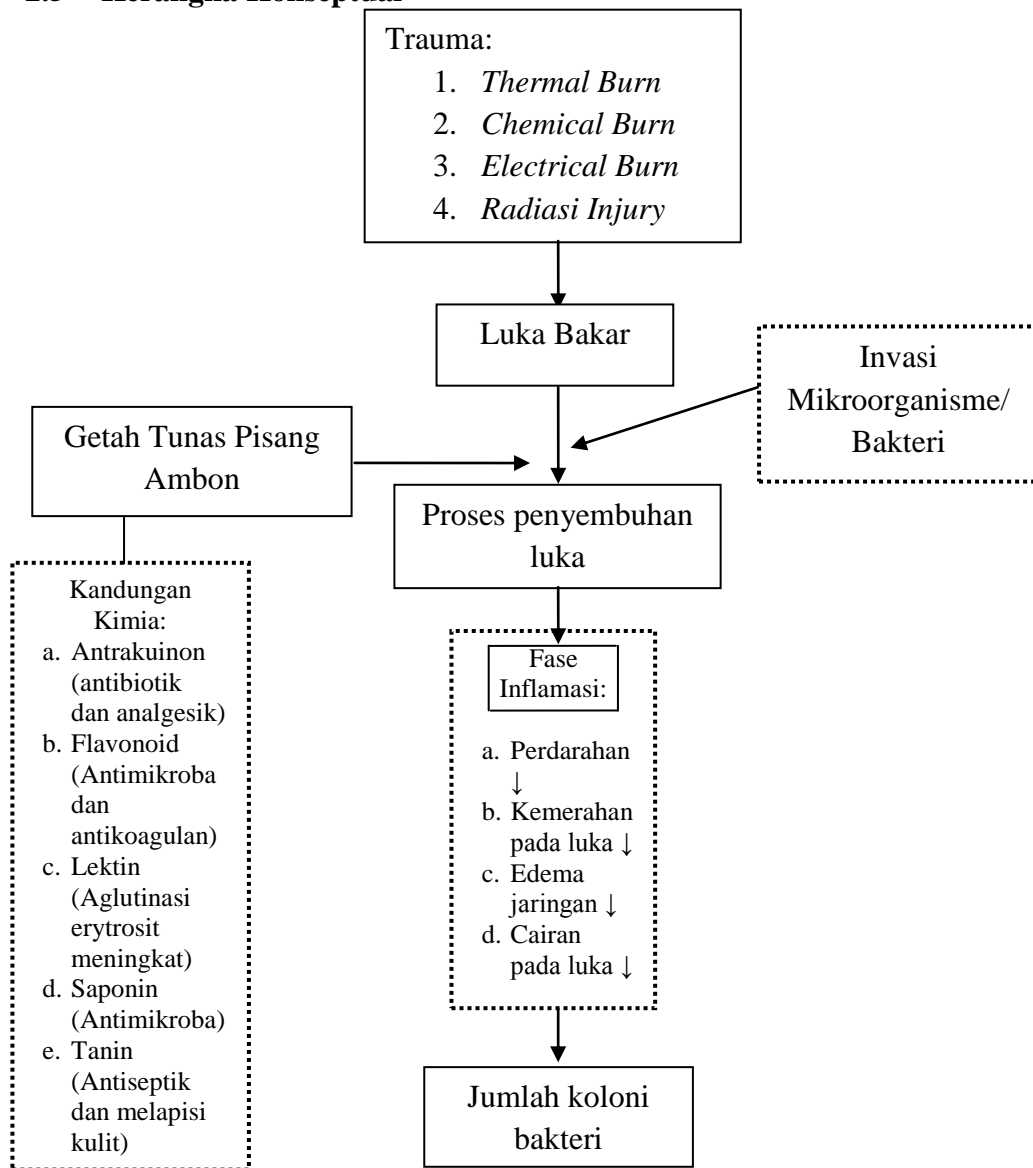 Trauma:
1. Thermal Burn
2. Chemical Burn
3. Electrical Burn
4. Radiasi Injury
Luka Bakar
Invasi
Mikroorganisme/
Bakteri
Getah Tunas Pisang
Ambon
Proses penyembuhan
luka
Kandungan
Kimia:
a. Antrakuinon
(antibiotik
dan analgesik)
b. Flavonoid
(Antimikroba
dan
antikoagulan)
c. Lektin
(Aglutinasi
erytrosit
meningkat)
d. Saponin
(Antimikroba)
e. Tanin
(Antiseptik
dan melapisi
kulit)
Fase
Inflamasi:
a. Perdarahan
↓
b. Kemerahan
pada luka ↓
c. Edema
jaringan ↓
d. Cairan
pada luka ↓
Jumlah koloni
bakteri